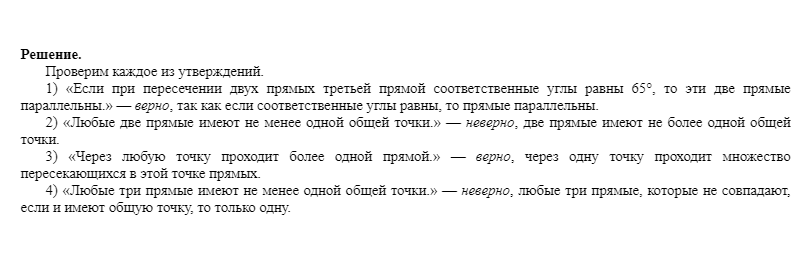 Решение.
Проверим каждое из утверждений.
1) «Если при пересечении двух прямых третьей прямой соответственные углы равны 65°, то эти две прямые
параллельны.» — верно, так как если соответственные углы равны, то прямые параллельны.
2) «Любые две прямые имеют не менее одной общей точки.» — неверно, две прямые имеют не более одной общей
точки.
3) «Через любую точку проходит более одной прямой.» — верно, через одну точку проходит множество
пересекающихся в этой точке прямых.
4) «Любые три прямые имеют не менее одной общей точки.» — неверно, любые три прямые, которые не совпадают,
если и имеют общую точку, то только одну.